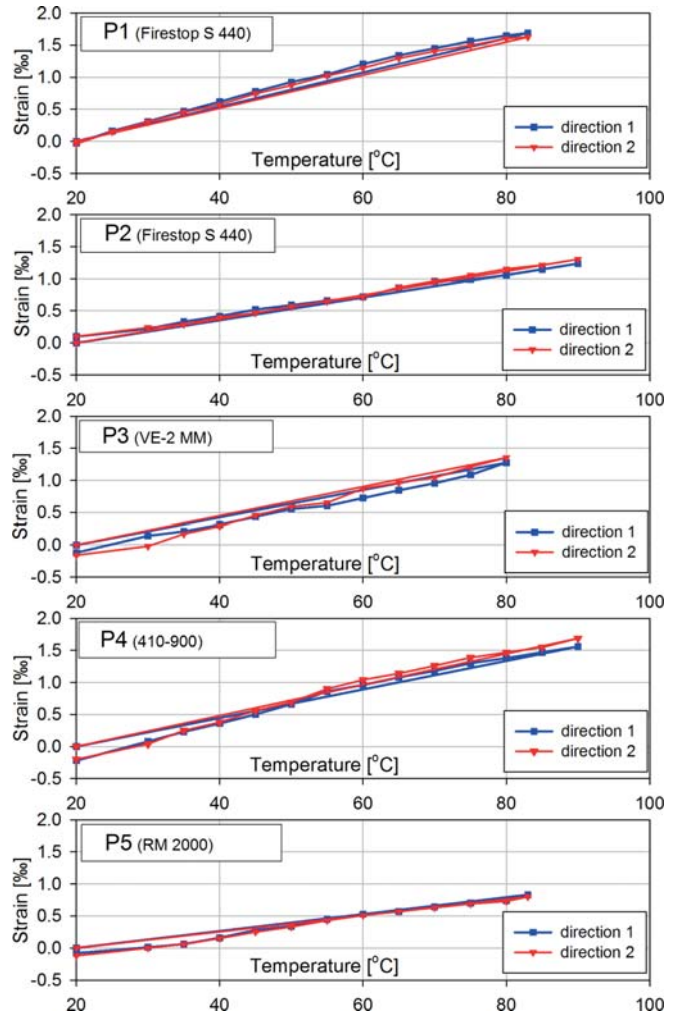 2.0
P1 (Firestop S 440)
1.5
1.0
0.5
0.0
-0.5
Strain [‰]
direction 1
direction 2
Temperature [°C]
20 40 60 80 100
2.0
P2 (Firestop S 440)
1.5
1.0
0.5
0.0
-0.5
Strain [‰]
direction 1
direction 2
Temperature [°C]
20 40 60 80 100
2.0
P3 (VE-2 MM)
1.5
1.0
0.5
0.0
-0.5
Strain [‰]
direction 1
direction 2
Temperature [°C]
20 40 60 80 100
2.0
P4 (410-900)
1.5
1.0
0.5
0.0
-0.5
Strain [‰]
direction 1
direction 2
Temperature [°C]
20 40 60 80 100
2.0
P5 (RM 2000)
1.5
1.0
0.5
0.0
-0.5
Strain [‰]
direction 1
direction 2
Temperature [°C]
20 40 60 80 100